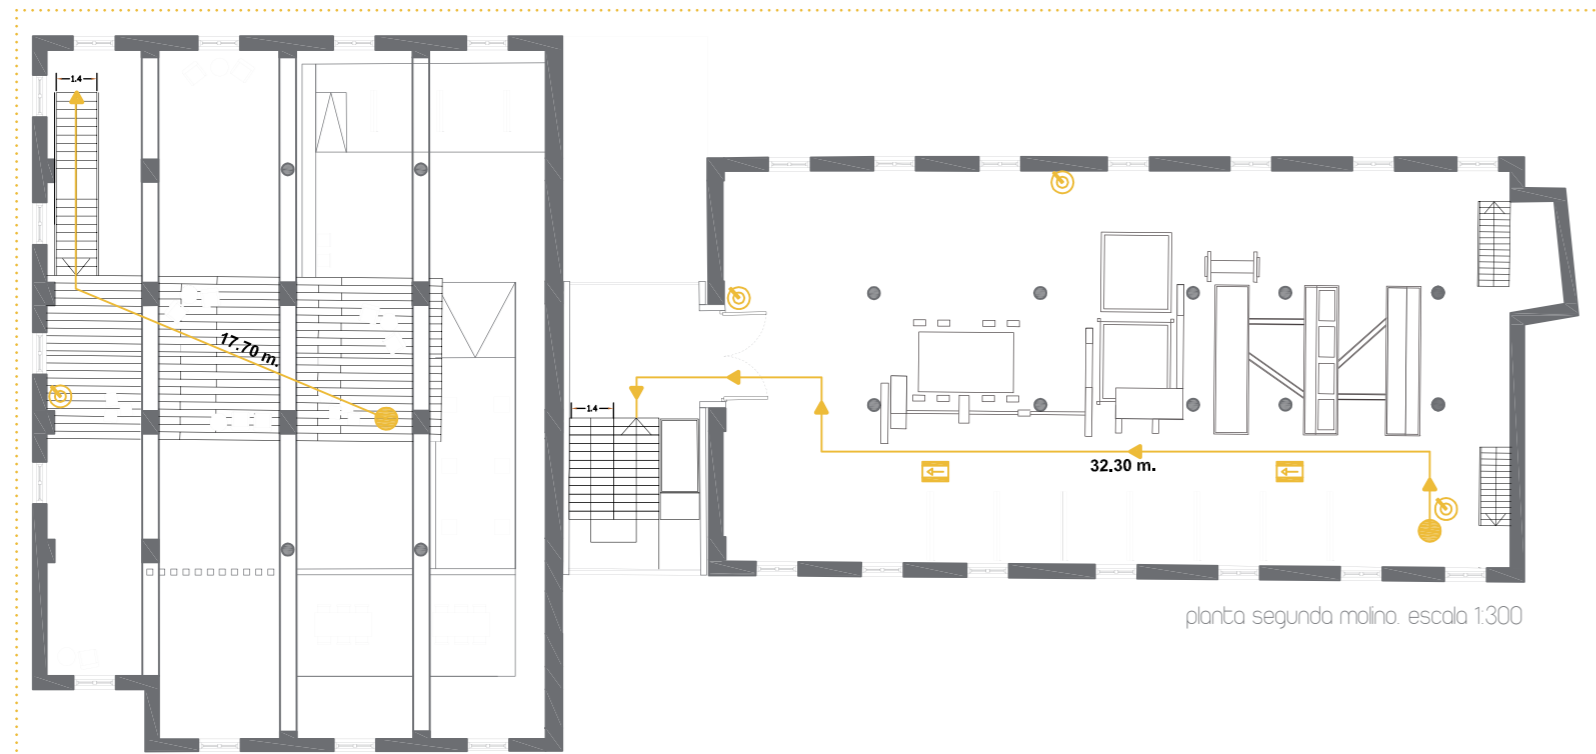 1.4
17.70 m.
1.4
32.30 m.
planta segunda molino. escala 1:300